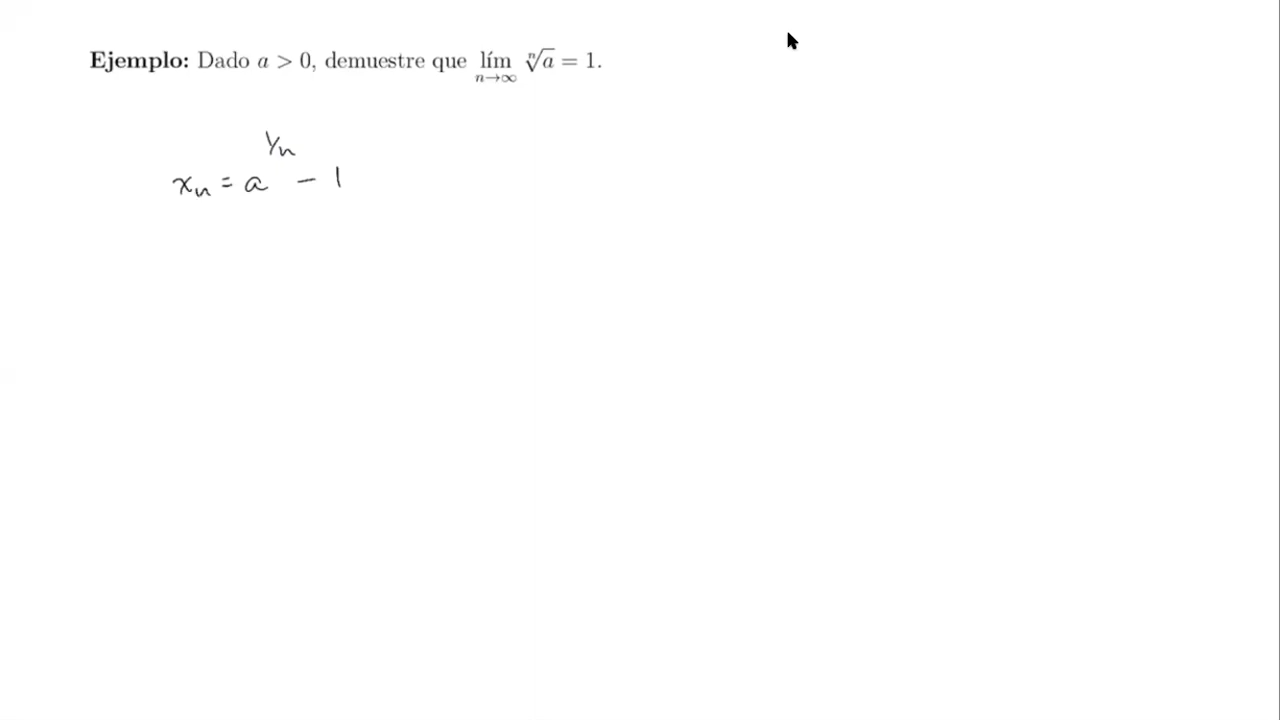 Ejemplo: Dado a > 0, demuestre que lím_{n→∞} ⁿ√a = 1.
x_n = a^{1/n} - 1